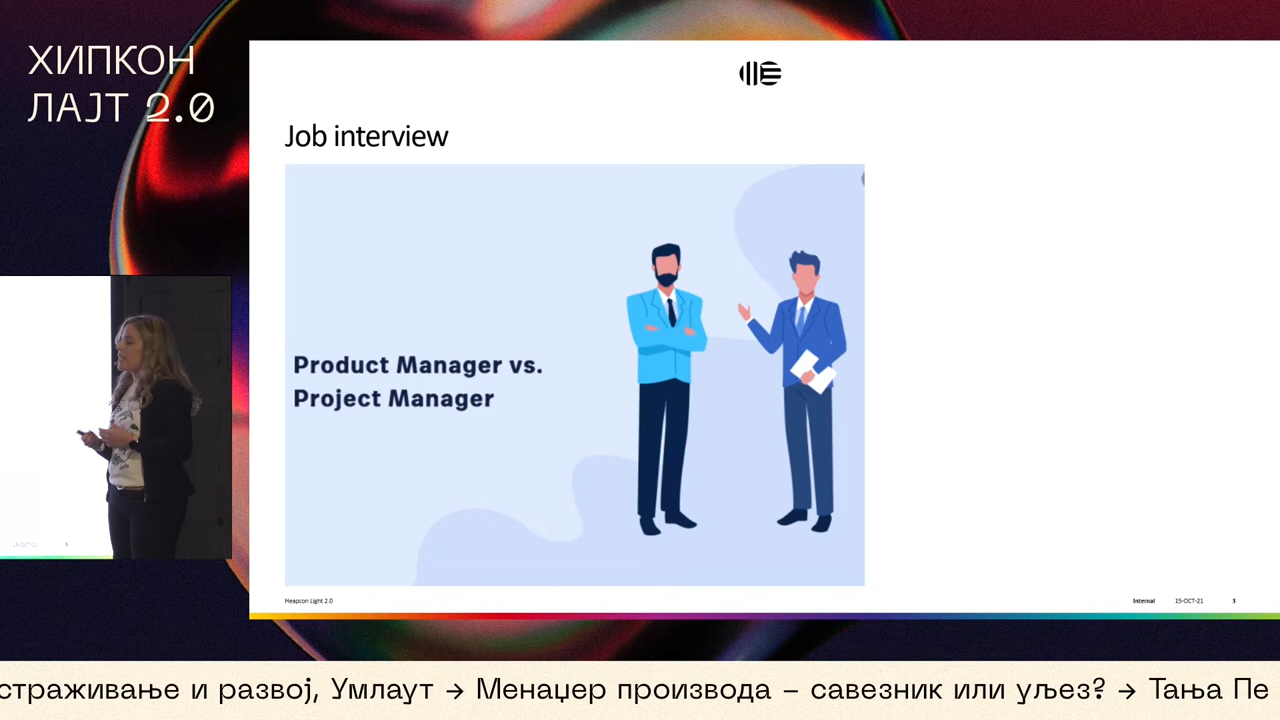 ХИПКОН
ЛАЈТ 2.0
Job interview
Product Manager vs.
Project Manager
Heapcon Light 2.0
Internal 15-OCT-21 3
страживање и развој, Умлаут → Менаџер производа – савезник или уљез? → Тања Пе